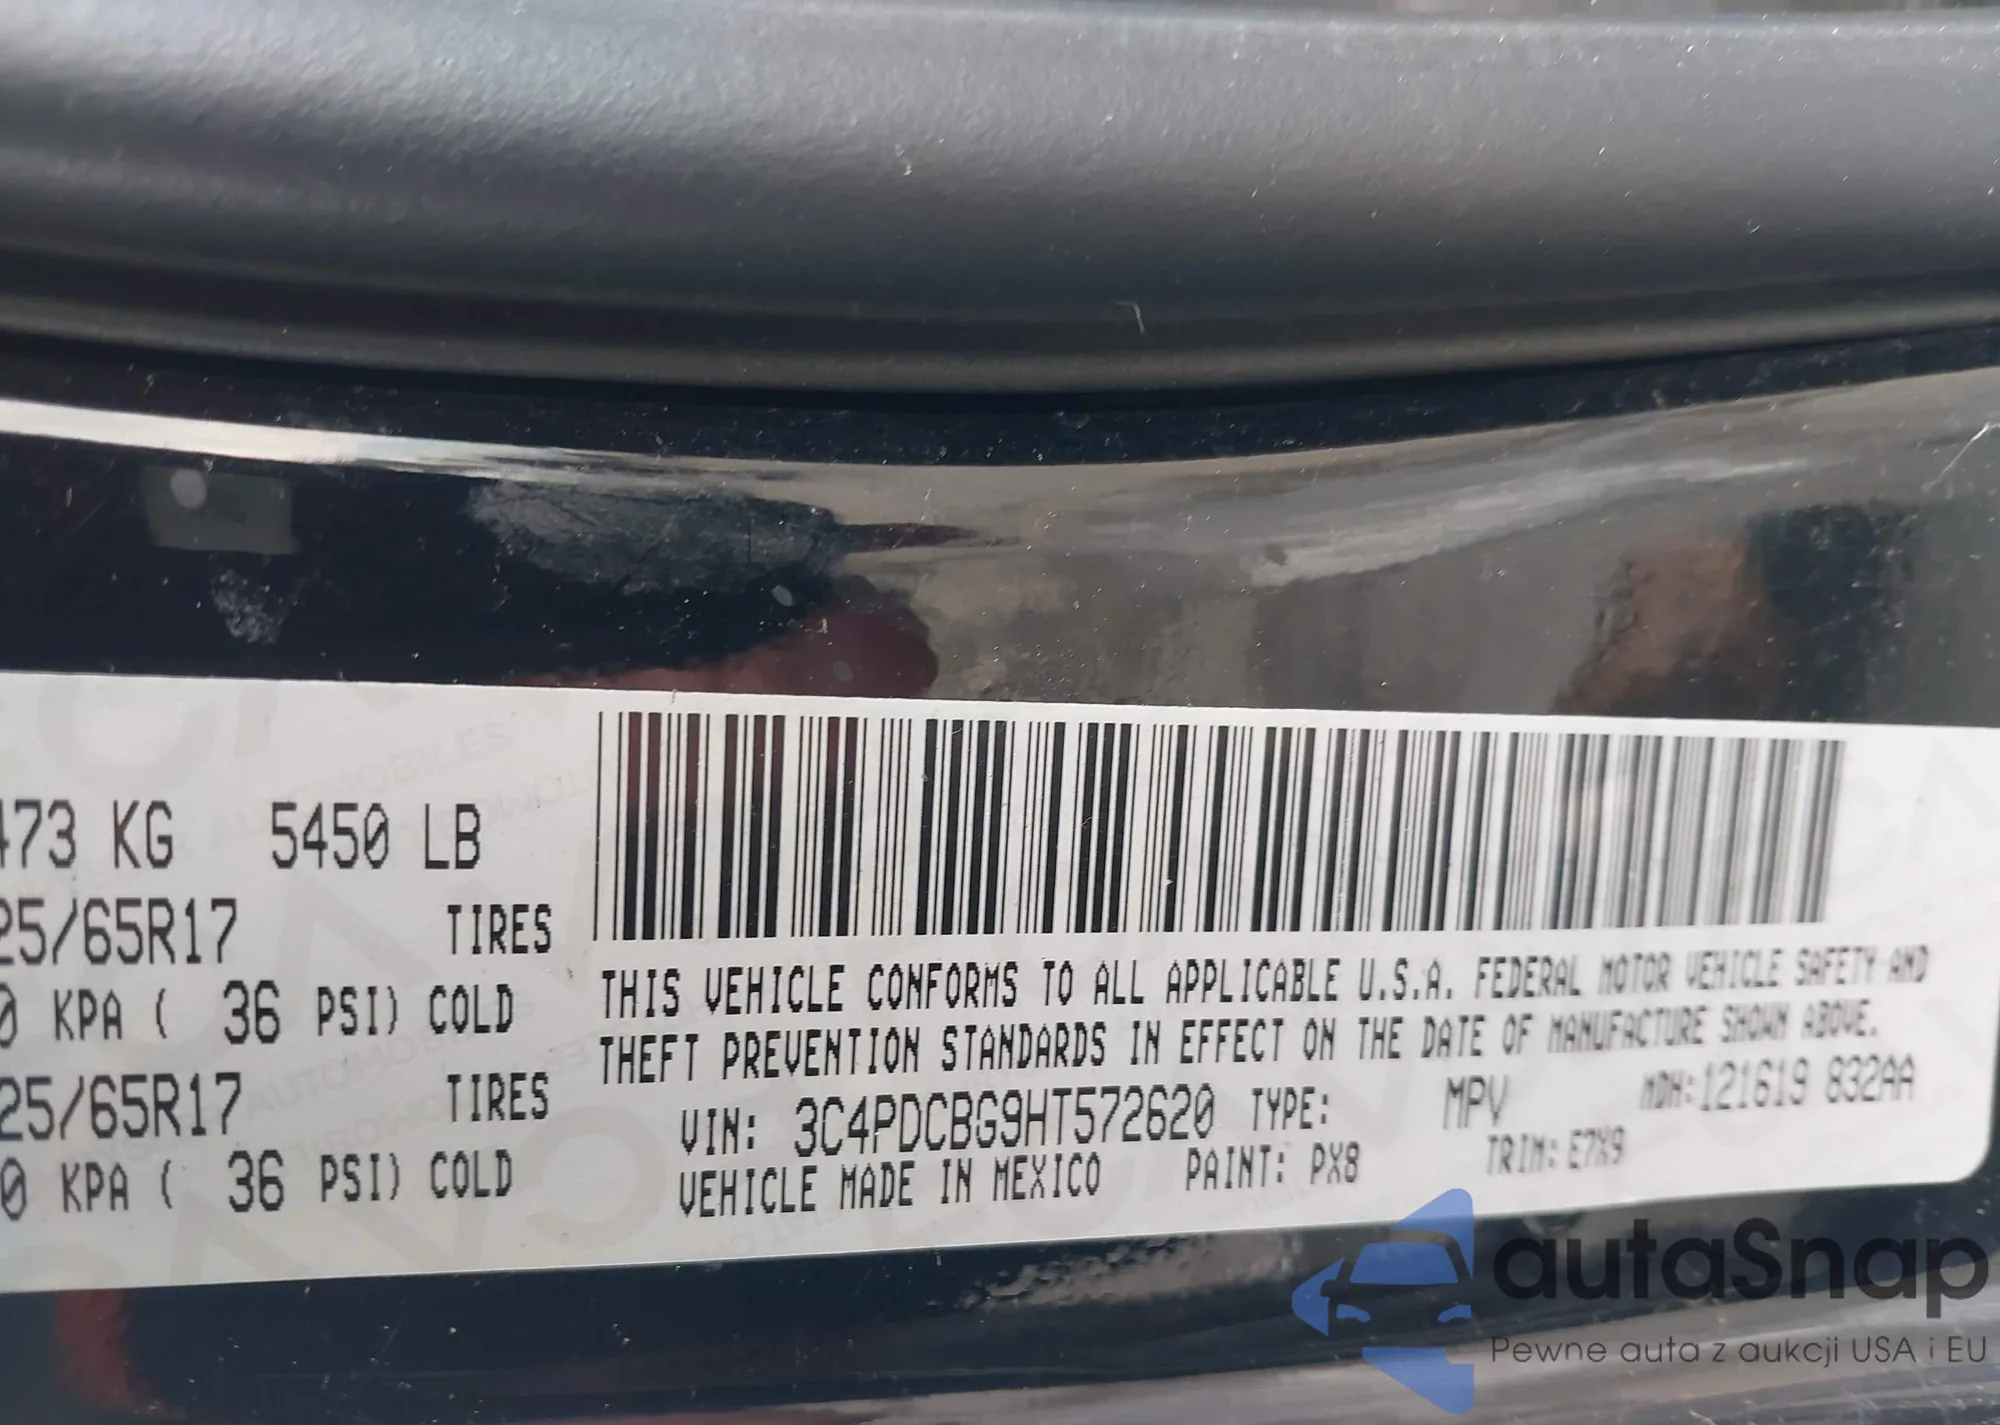 473 KG 5450 LB
25/65R17 TIRES
0 KPA ( 36 PSI) COLD
25/65R17 TIRES
0 KPA ( 36 PSI) COLD
THIS VEHICLE CONFORMS TO ALL APPLICABLE U.S.A. FEDERAL MOTOR VEHICLE SAFETY AND
THEFT PREVENTION STANDARDS IN EFFECT ON THE DATE OF MANUFACTURE SHOWN ABOVE.
VIN: 3C4PDCBG9HT572620 TYPE: MPV MDH:121619 832AA
VEHICLE MADE IN MEXICO PAINT: PX8 TRIM: E7X9
autaSnap
Pewne auta z aukcji USA i EU